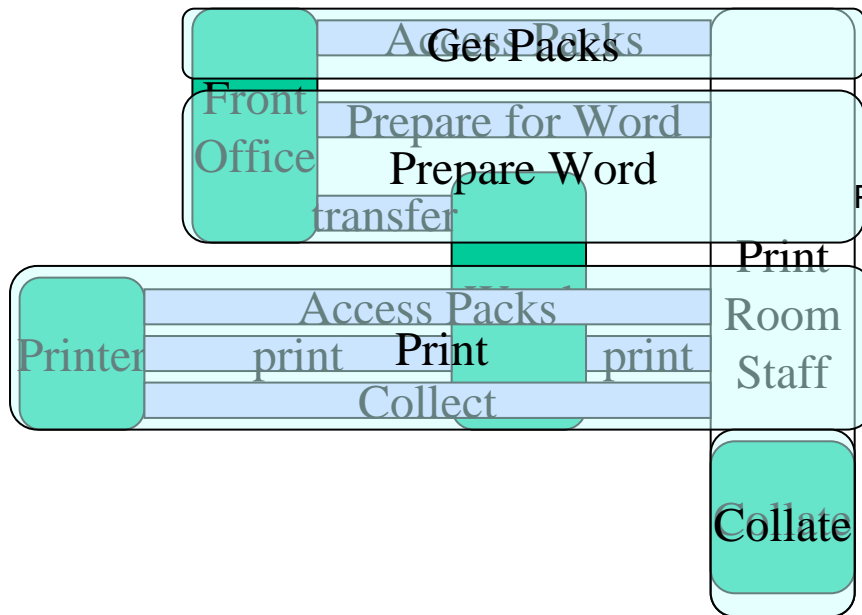 Access Packs
Get Packs
Front
Office
Prepare for Word
Prepare Word
transfer
Print
Room
Staff
Access Packs
Printer
print
Print
print
Collect
Collate
Collate